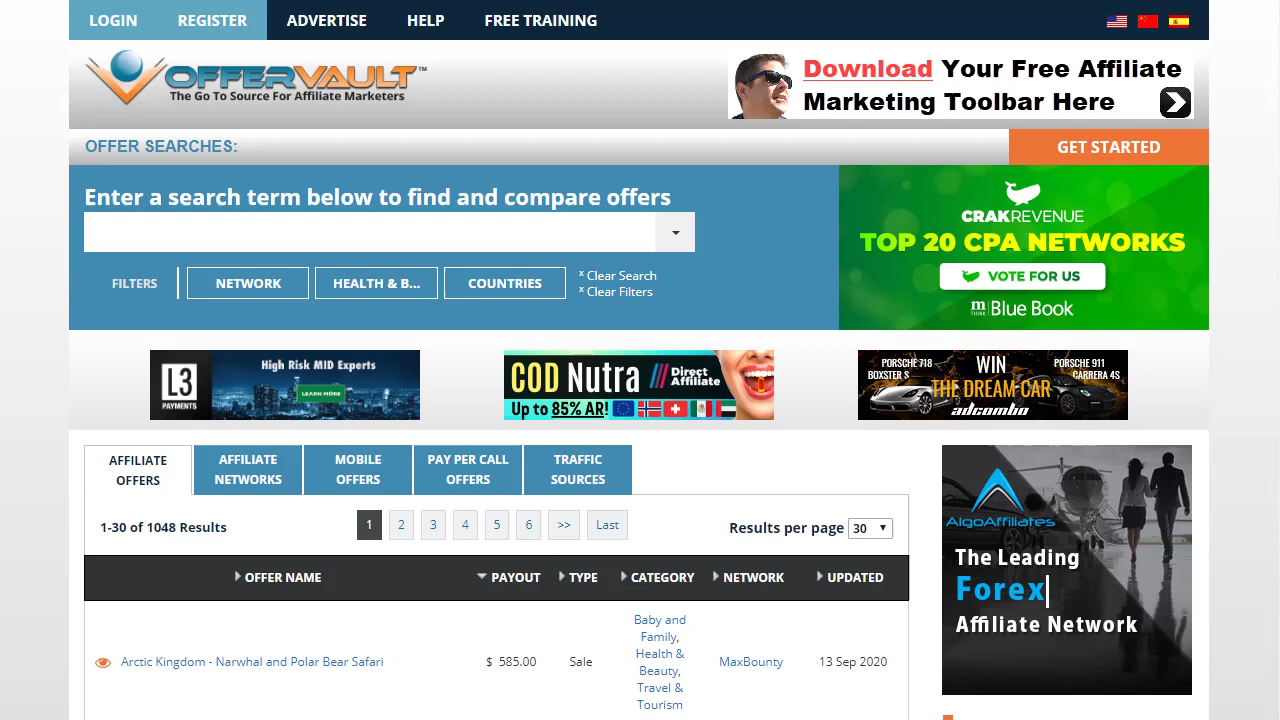 LOGIN
REGISTER
ADVERTISE
HELP
FREE TRAINING
OFFERVAULT™
The Go To Source For Affiliate Marketers
Download Your Free Affiliate
Marketing Toolbar Here
OFFER SEARCHES:
GET STARTED
Enter a search term below to find and compare offers
FILTERS
NETWORK
HEALTH & B...
COUNTRIES
x Clear Search
x Clear Filters
CRAKREVENUE
TOP 20 CPA NETWORKS
VOTE FOR US
mTHINK Blue Book
L3
PAYMENTS
High Risk MID Experts
LEARN MORE
COD Nutra /// Direct
Affiliate
Up to 85% AR!
PORSCHE 718
BOXSTER S
WIN
THE DREAM CAR
adcombo
PORSCHE 911
CARRERA 4S
AFFILIATE
OFFERS
AFFILIATE
NETWORKS
MOBILE
OFFERS
PAY PER CALL
OFFERS
TRAFFIC
SOURCES
1-30 of 1048 Results
1 2 3 4 5 6 >> Last
Results per page 30
OFFER NAME
PAYOUT
TYPE
CATEGORY
NETWORK
UPDATED
Arctic Kingdom - Narwhal and Polar Bear Safari
$ 585.00
Sale
Baby and
Family,
Health &
Beauty,
Travel &
Tourism
MaxBounty
13 Sep 2020
AlgoAffiliates
The Leading
Forex
Affiliate Network